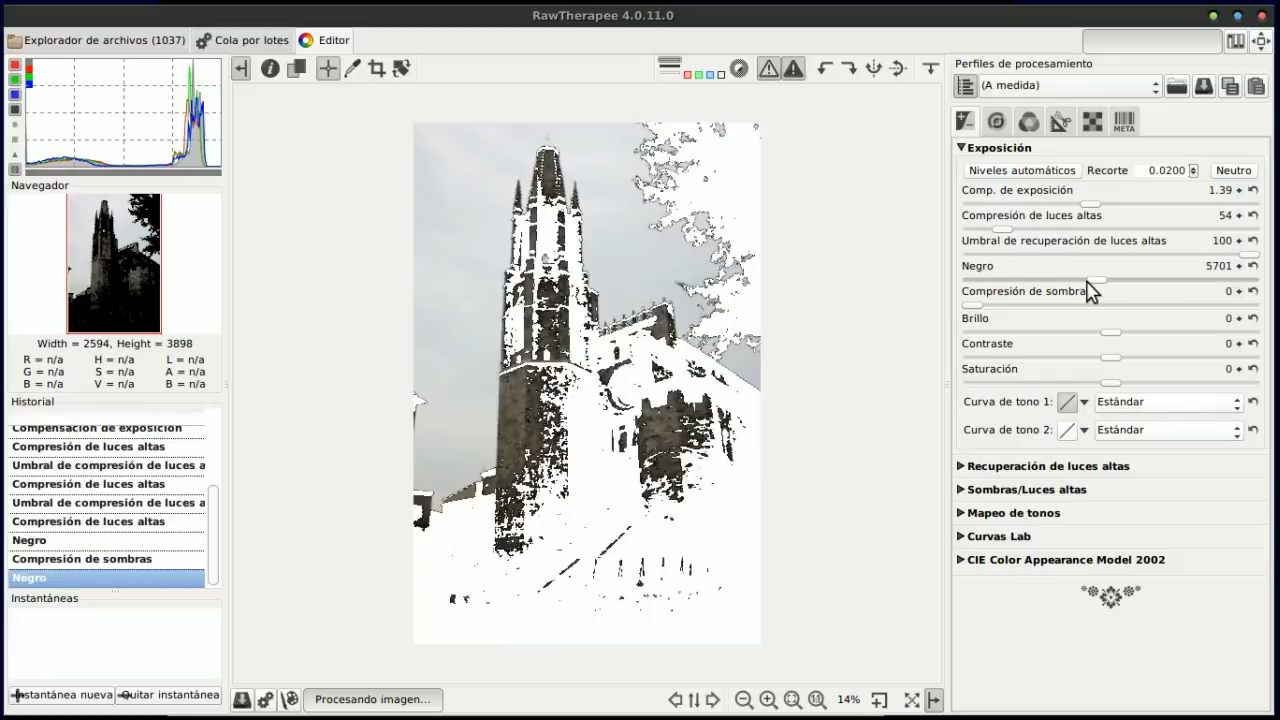 RawTherapee 4.0.11.0
Explorador de archivos (1037)
Cola por lotes
Editor
Perfiles de procesamiento
(A medida)
META
Exposición
Niveles automáticos
Recorte
0.0200
Neutro
Comp. de exposición
1.39
Compresión de luces altas
54
Umbral de recuperación de luces altas
100
Negro
5701
Compresión de sombra
0
Brillo
0
Contraste
0
Saturación
0
Curva de tono 1:
Estándar
Curva de tono 2:
Estándar
Recuperación de luces altas
Sombras/Luces altas
Mapeo de tonos
Curvas Lab
CIE Color Appearance Model 2002
Navegador
Width = 2594, Height = 3898
R = n/a H = n/a L = n/a
G = n/a S = n/a A = n/a
B = n/a V = n/a B = n/a
Historial
Compensación de exposición
Compresión de luces altas
Umbral de compresión de luces a
Compresión de luces altas
Umbral de compresión de luces a
Compresión de luces altas
Negro
Compresión de sombras
Negro
Instantáneas
Instantánea nueva
Quitar instantánea
Procesando imagen...
14%